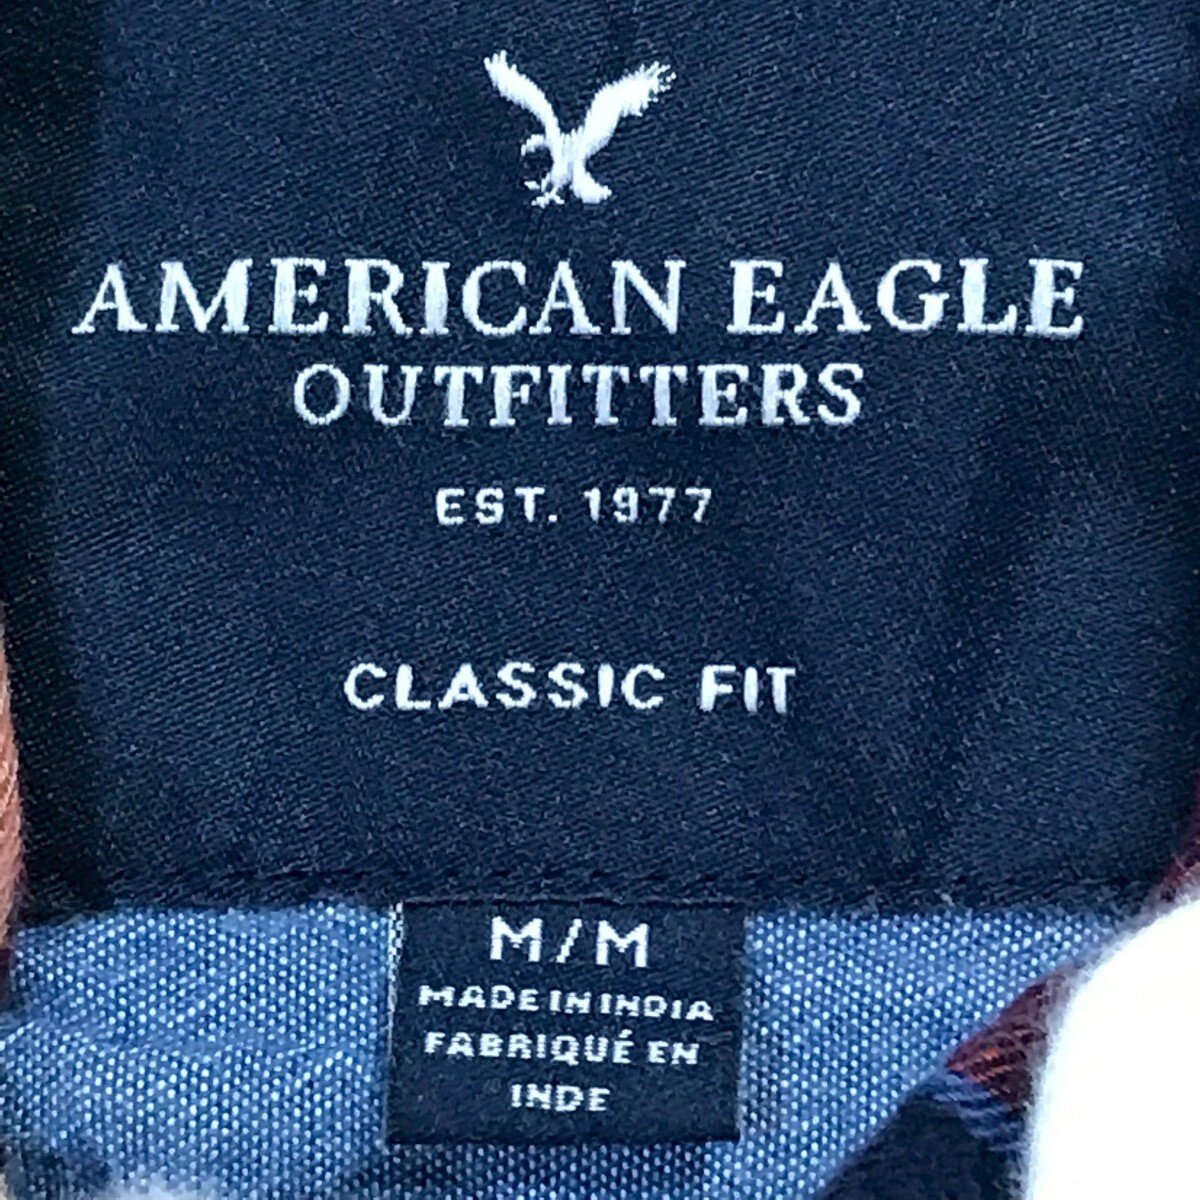 AMERICAN EAGLE
OUTFITTERS
EST. 1977
CLASSIC FIT
M/M
MADE IN INDIA
FABRIQUÉ EN
INDE